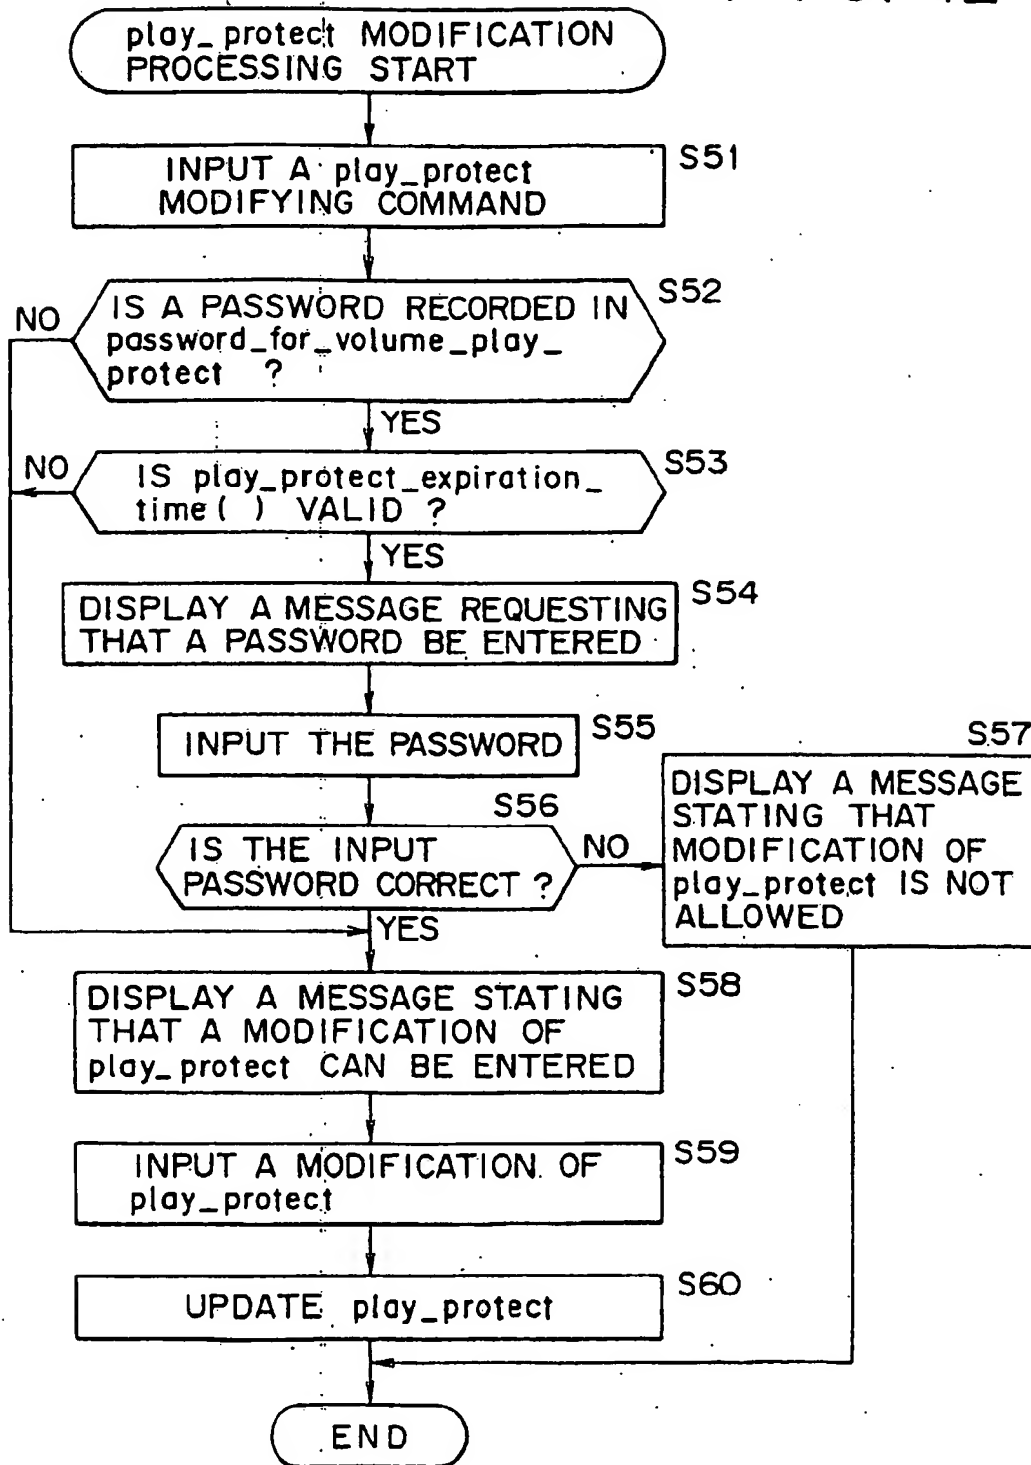 play_protect MODIFICATION
PROCESSING START
S51
INPUT A play_protect
MODIFYING COMMAND
S52
IS A PASSWORD RECORDED IN
password_for_volume_play_
protect ?
NO
YES
S53
IS play_protect_expiration_
time( ) VALID ?
NO
YES
S54
DISPLAY A MESSAGE REQUESTING
THAT A PASSWORD BE ENTERED
S55
INPUT THE PASSWORD
S56
IS THE INPUT
PASSWORD CORRECT ?
NO
YES
S57
DISPLAY A MESSAGE
STATING THAT
MODIFICATION OF
play_protect IS NOT
ALLOWED
S58
DISPLAY A MESSAGE STATING
THAT A MODIFICATION OF
play_protect CAN BE ENTERED
S59
INPUT A MODIFICATION OF
play_protect
S60
UPDATE play_protect
END